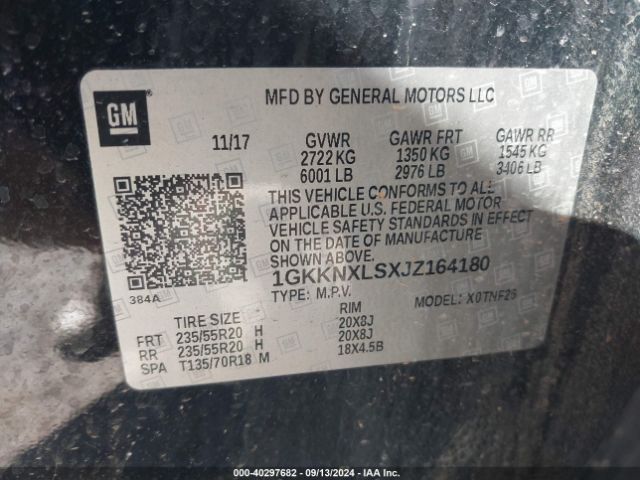 GM
MFD BY GENERAL MOTORS LLC
11/17 GVWR GAWR FRT GAWR RR
2722 KG 1350 KG 1545 KG
6001 LB 2976 LB 3406 LB
THIS VEHICLE CONFORMS TO ALL
APPLICABLE U.S. FEDERAL MOTOR
VEHICLE SAFETY STANDARDS IN EFFECT
ON THE DATE OF MANUFACTURE
SHOWN ABOVE.
1GKKNXLSXJZ164180
384A
TYPE: M.P.V. MODEL: X0TNF26
TIRE SIZE RIM
FRT 235/55R20 H 20X8J
RR 235/55R20 H 20X8J
SPA T135/70R18 M 18X4.5B
000-40297682 - 09/13/2024 - IAA Inc.